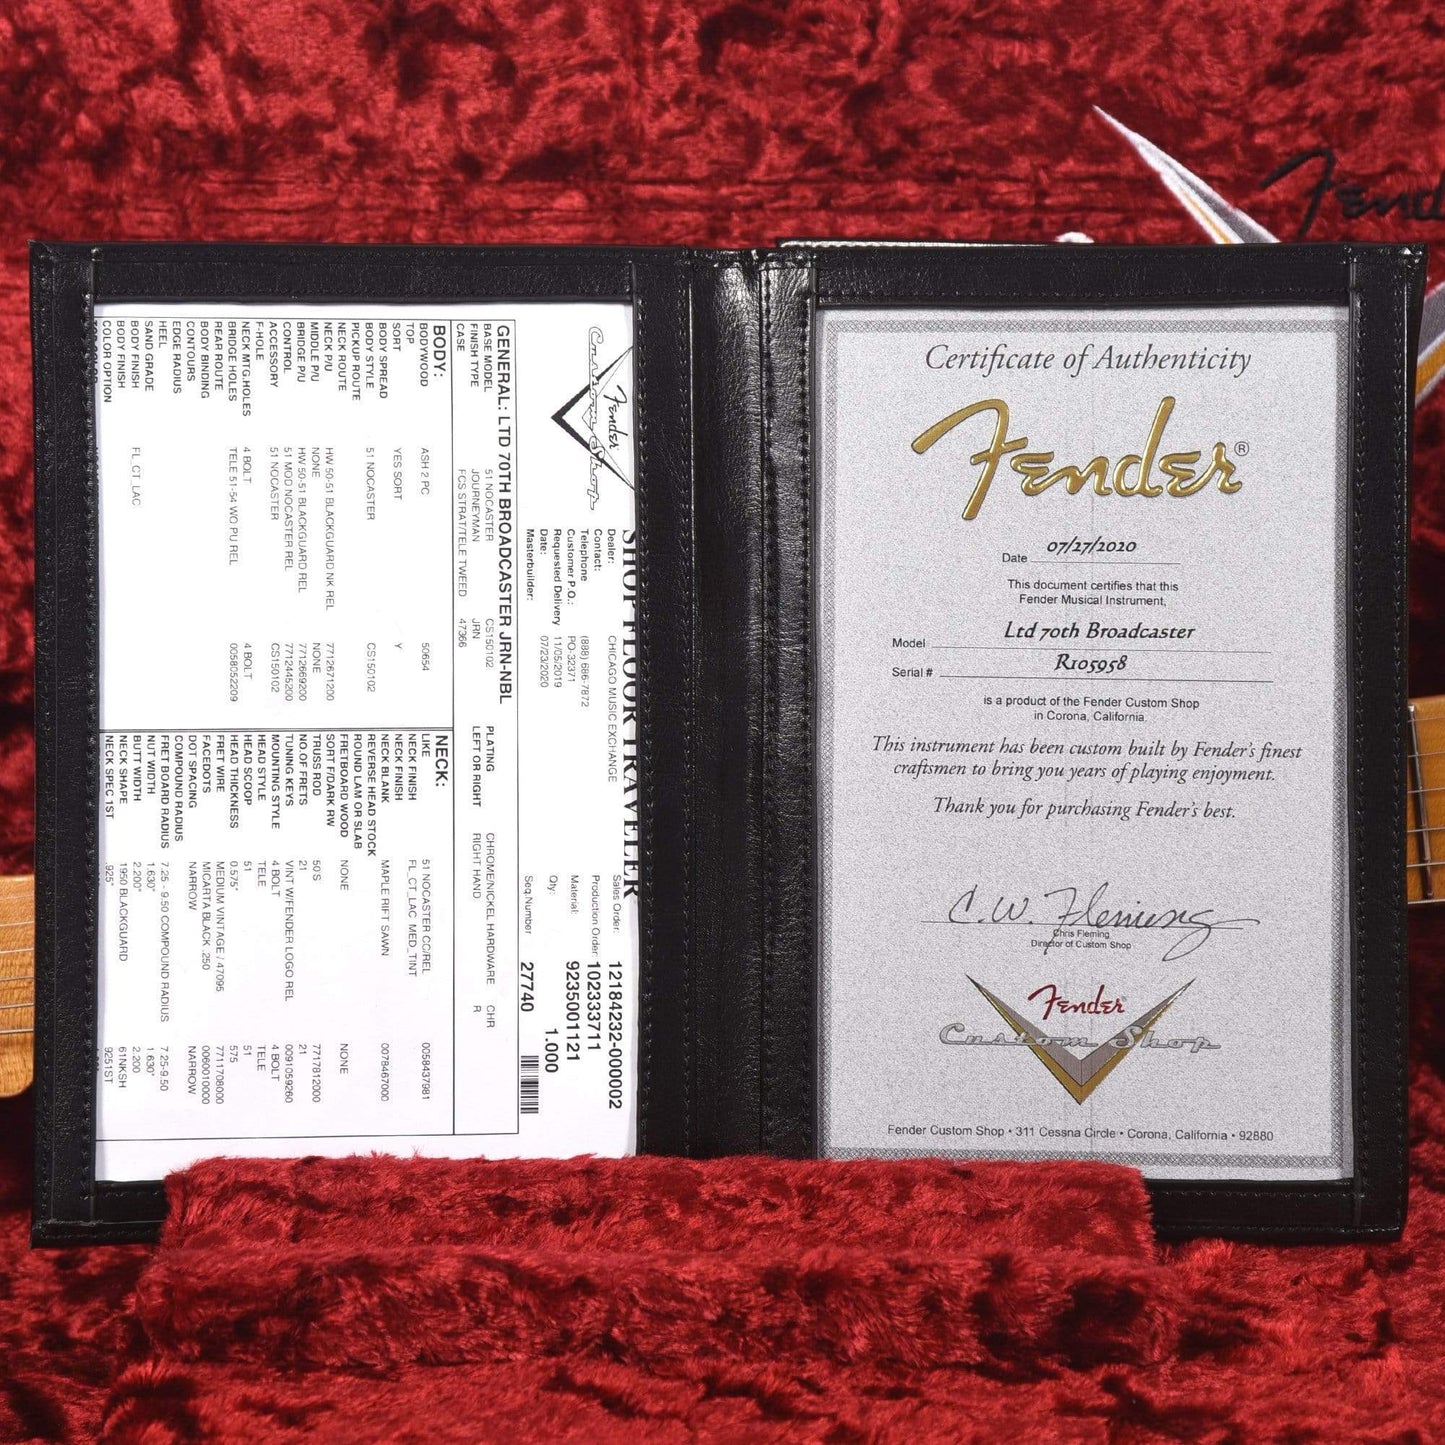 Fender
Custom Shop
SHOP FLOOR TRAVELER
Dealer: CHICAGO MUSIC EXCHANGE
Contact:
Telephone (888) 686-7872
Customer P.O.: PO-32371
Requested Delivery 11/05/2019
Date: 07/23/2020
Masterbuilder:
Sales Order: 12184232-000002
Production Order: 102333711
Material: 9235001121
Qty: 1.000
Seq.Number 27740
GENERAL: LTD 70TH BROADCASTER JRN-NBL
BASE MODEL 51 NOCASTER CS150102 PLATING CHROME/NICKEL HARDWARE CHR
FINISH TYPE JOURNEYMAN JRN LEFT OR RIGHT RIGHT HAND R
CASE FCS STRAT/TELE TWEED 47366
BODY:
BODYWOOD ASH 2 PC 50654
TOP
SORT YES SORT Y
BODY SPREAD
BODY STYLE 51 NOCASTER CS150102
PICKUP ROUTE
NECK ROUTE
NECK P/U HW 50-51 BLACKGUARD NK REL 7712671200
MIDDLE P/U NONE NONE
BRIDGE P/U HW 50-51 BLACKGUARD REL 7712669200
CONTROL 51 MOD NOCASTER REL 7712445200
ACCESSORY 51 NOCASTER CS150102
F-HOLE
NECK MTG.HOLES 4 BOLT 4 BOLT
BRIDGE HOLES TELE 51-54 WO PU REL 0058052209
REAR ROUTE
BODY BINDING
CONTOURS
EDGE RADIUS
HEEL
SAND GRADE
BODY FINISH FL_CT_LAC
BODY FINISH
COLOR OPTION
NECK:
LIKE 51 NOCASTER CC/REL 0058437981
NECK FINISH FL_CT_LAC_MED_TINT
NECK FINISH
NECK BLANK MAPLE RIFT SAWN 0078467000
REVERSE HEAD STOCK
ROUND LAM OR SLAB
FRETBOARD WOOD NONE NONE
SORT F/DARK RW
TRUSS ROD 50'S 7717812000
NO.OF FRETS 21 21
TUNING KEYS VINT W/FENDER LOGO REL 0091059260
MOUNTING STYLE 4 BOLT 4 BOLT
HEAD STYLE TELE TELE
HEAD SCOOP 51 51
HEAD THICKNESS 0.575" 575
FRET WIRE MEDIUM VINTAGE / 47095 7711708000
FACEDOTS MICARTA BLACK .250 0060010000
DOT SPACING NARROW NARROW
COMPOUND RADIUS
FRET BOARD RADIUS 7.25 - 9.50 COMPOUND RADIUS 7.25-9.50
NUT WIDTH 1.630" 1.630"
BUTT WIDTH 2.200" 2.200
NECK SHAPE 1950 BLACKGUARD 61NKSH
NECK SPEC 1ST .925" 9251ST
Certificate of Authenticity
Fender®
Date 07/27/2020
This document certifies that this
Fender Musical Instrument,
Model Ltd 70th Broadcaster
Serial # R105958
is a product of the Fender Custom Shop
in Corona, California.
This instrument has been custom built by Fender's finest
craftsmen to bring you years of playing enjoyment.
Thank you for purchasing Fender's best.
C.W. Fleming
Chris Fleming
Director of Custom Shop
Fender
Custom Shop
Fender Custom Shop • 311 Cessna Circle • Corona, California • 92880